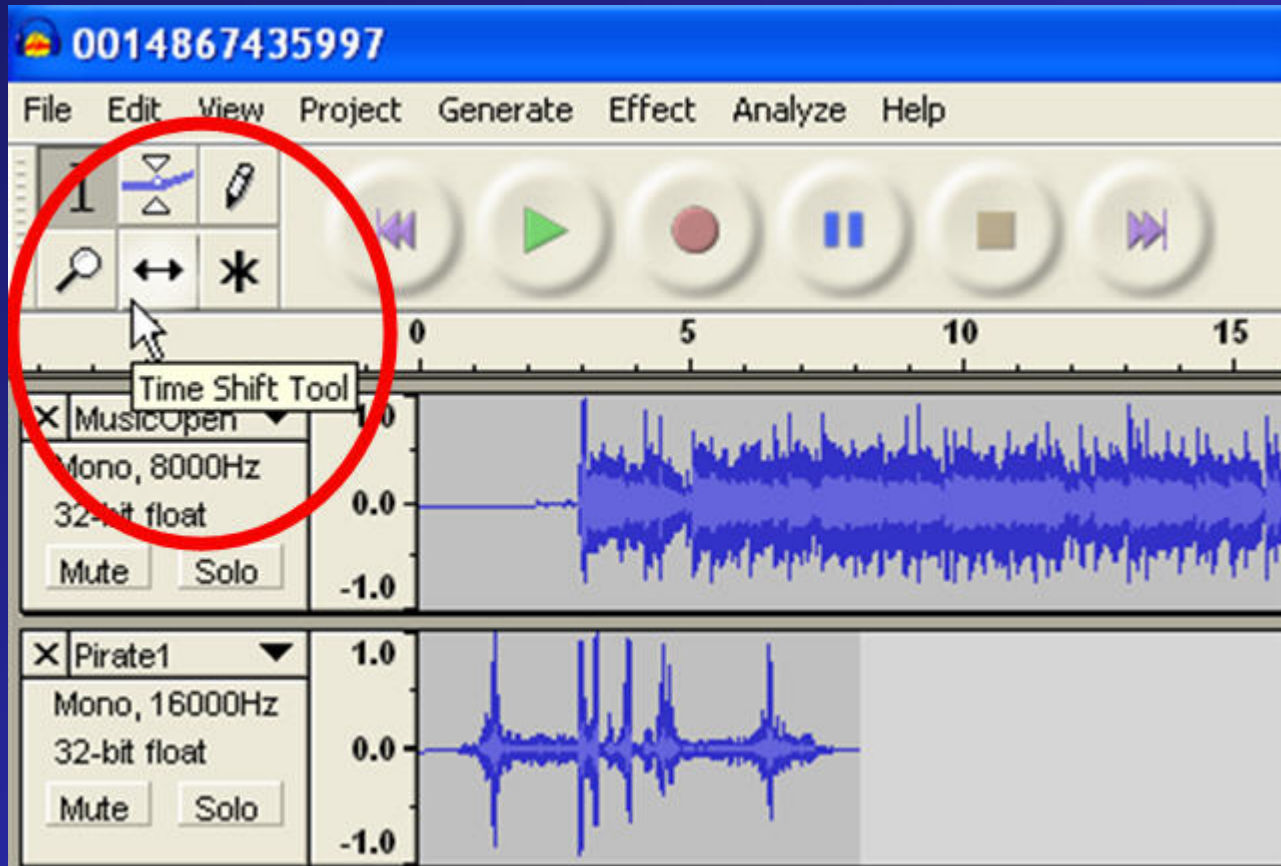 0014867435997
File Edit View Project Generate Effect Analyze Help
0 5 10 15
Time Shift Tool
MusicOpen 1.0
Mono, 8000Hz
32-bit float 0.0
Mute Solo -1.0
Pirate1 1.0
Mono, 16000Hz
32-bit float 0.0
Mute Solo -1.0